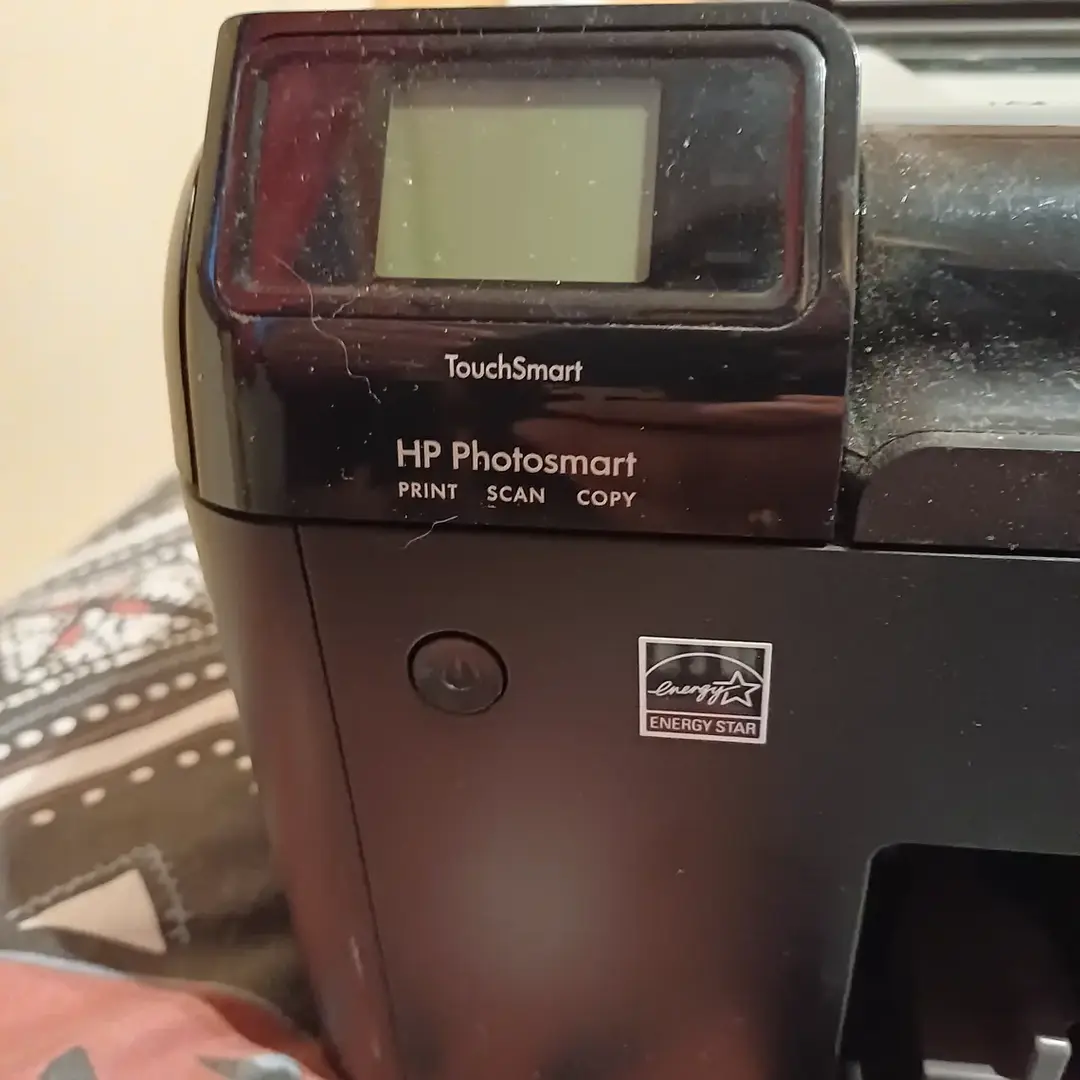 TouchSmart
HP Photosmart
PRINT SCAN COPY
energy
ENERGY STAR